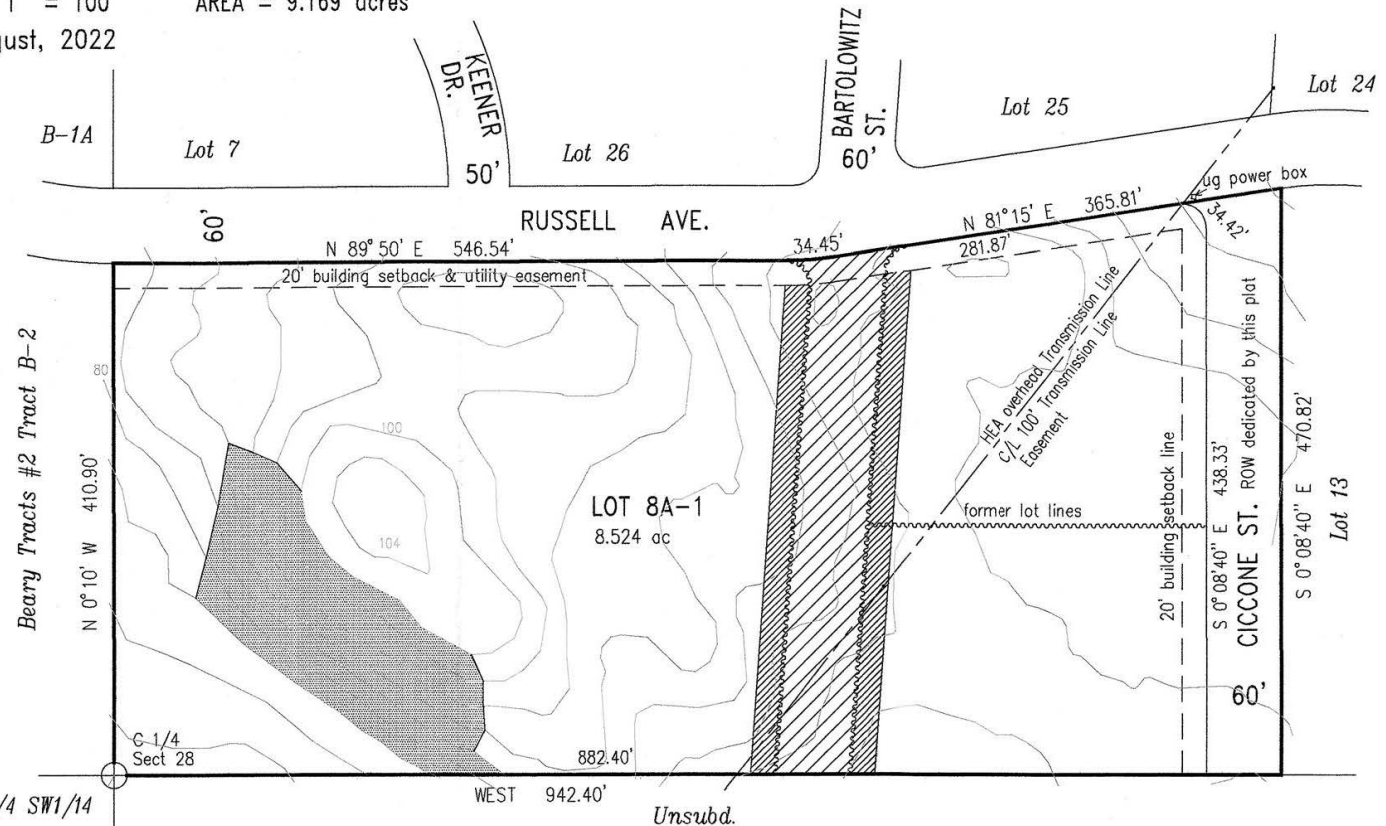 1" = 100' AREA = 9.169 acres
gust, 2022
KEENER
DR.
50'
BARTOLOWITZ
ST.
60'
Lot 25
Lot 24
B-1A
Lot 7
Lot 26
ug power box
60'
RUSSELL AVE.
N 89° 50' E 546.54'
34.45'
N 81°15' E 365.81'
34.42'
281.87'
20' building setback & utility easement
Beary Tracts #2 Tract B-2
N 0°10' W 410.90'
80
100
104
LOT 8A-1
8.524 ac
HEA overhead Transmission Line
C/L 100' Transmission Line
Easement
former lot lines
20' building setback line
S 0°08'40" E 438.33'
CICCONE ST. ROW dedicated by this plat
60'
S 0°08'40" E 470.82'
Lot 13
C 1/4
Sect 28
882.40'
WEST 942.40'
/4 SW1/14
Unsubd.